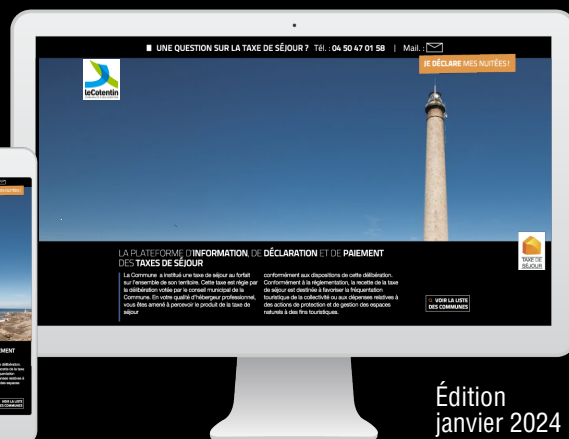 UNE QUESTION SUR LA TAXE DE SÉJOUR ? Tél. : 04 50 47 01 58 | Mail. :
JE DÉCLARE MES NUITÉES !
leCotentin
LA PLATEFORME D'INFORMATION, DE DÉCLARATION ET DE PAIEMENT
DES TAXES DE SÉJOUR
La Commune a institué une taxe de séjour au forfait
sur l'ensemble de son territoire. Cette taxe est régie par
la délibération votée par le conseil municipal de la
Commune. En votre qualité d'hébergeur professionnel,
vous êtes amené à percevoir le produit de la taxe de
séjour
conformément aux dispositions de cette délibération.
Conformément à la réglementation, la recette de la taxe
de séjour est destinée à favoriser la fréquentation
touristique de la collectivité ou aux dépenses relatives à
des actions de protection et de gestion des espaces
naturels à des fins touristiques.
TAXE DE
SÉJOUR
VOIR LA LISTE
DES COMMUNES
EMENT
VOIR LA LISTE
DES COMMUNES
Édition
janvier 2024